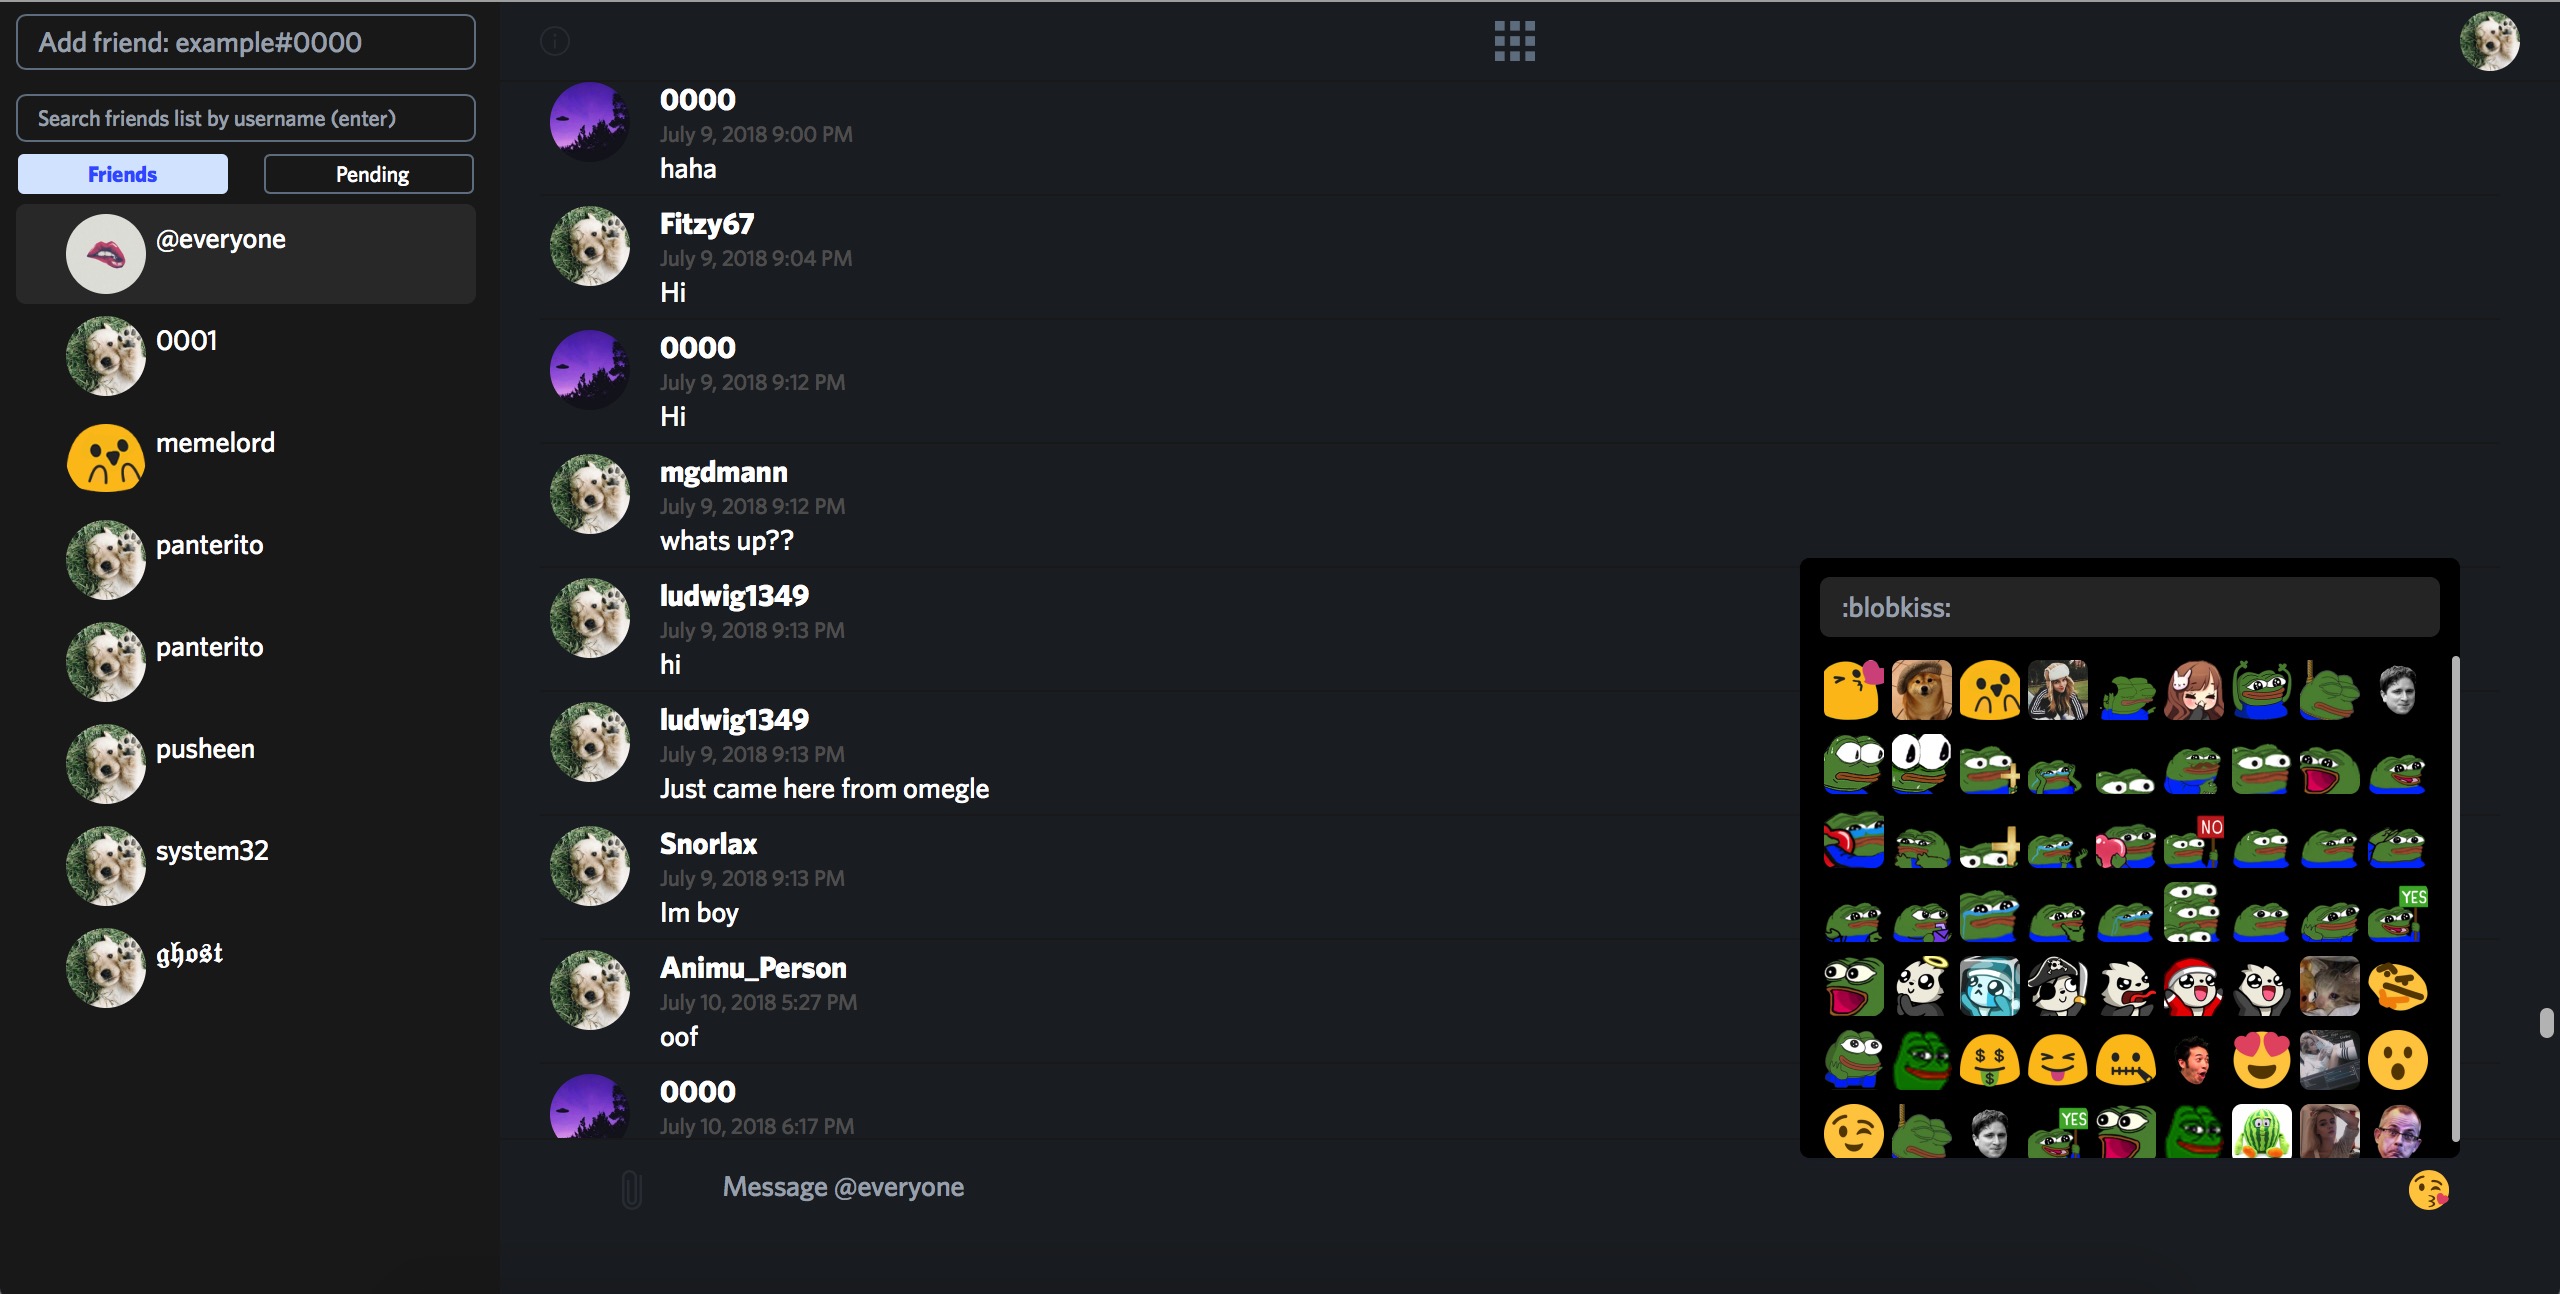 Add friend: example#0000
Search friends list by username (enter)
Friends
Pending
@everyone
0001
memelord
panterito
panterito
pusheen
system32
𝖌𝖍𝖔𝖘𝖙
0000
July 9, 2018 9:00 PM
haha
Fitzy67
July 9, 2018 9:04 PM
Hi
0000
July 9, 2018 9:12 PM
Hi
mgdmann
July 9, 2018 9:12 PM
whats up??
ludwig1349
July 9, 2018 9:13 PM
hi
ludwig1349
July 9, 2018 9:13 PM
Just came here from omegle
Snorlax
July 9, 2018 9:13 PM
Im boy
Animu_Person
July 10, 2018 5:27 PM
oof
0000
July 10, 2018 6:17 PM
Message @everyone
:blobkiss:
NO
YES
YES